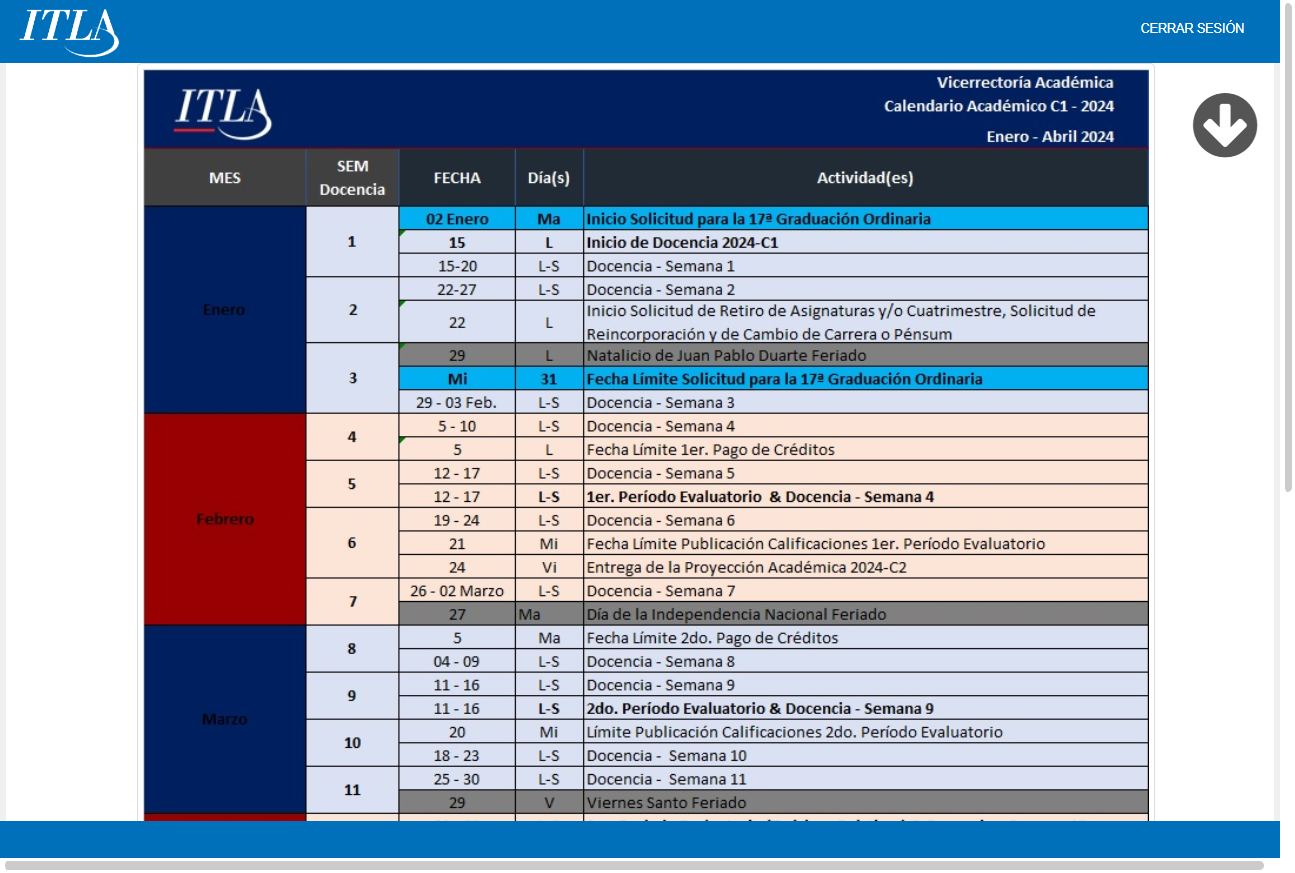 ITLA
CERRAR SESIÓN
ITLA
Vicerrectoría Académica
Calendario Académico C1 - 2024
Enero - Abril 2024
MES SEM Docencia FECHA Día(s) Actividad(es)
Enero
1
02 Enero Ma Inicio Solicitud para la 17ª Graduación Ordinaria
15 L Inicio de Docencia 2024-C1
15-20 L-S Docencia - Semana 1
2
22-27 L-S Docencia - Semana 2
22 L Inicio Solicitud de Retiro de Asignaturas y/o Cuatrimestre, Solicitud de
Reincorporación y de Cambio de Carrera o Pénsum
3
29 L Natalicio de Juan Pablo Duarte Feriado
Mi 31 Fecha Límite Solicitud para la 17ª Graduación Ordinaria
29 - 03 Feb. L-S Docencia - Semana 3
Febrero
4
5 - 10 L-S Docencia - Semana 4
5 L Fecha Límite 1er. Pago de Créditos
5
12 - 17 L-S Docencia - Semana 5
12 - 17 L-S 1er. Período Evaluatorio & Docencia - Semana 4
6
19 - 24 L-S Docencia - Semana 6
21 Mi Fecha Límite Publicación Calificaciones 1er. Período Evaluatorio
24 Vi Entrega de la Proyección Académica 2024-C2
7
26 - 02 Marzo L-S Docencia - Semana 7
27 Ma Día de la Independencia Nacional Feriado
Marzo
8
5 Ma Fecha Límite 2do. Pago de Créditos
04 - 09 L-S Docencia - Semana 8
9
11 - 16 L-S Docencia - Semana 9
11 - 16 L-S 2do. Período Evaluatorio & Docencia - Semana 9
10
20 Mi Límite Publicación Calificaciones 2do. Período Evaluatorio
18 - 23 L-S Docencia - Semana 10
11
25 - 30 L-S Docencia - Semana 11
29 V Viernes Santo Feriado